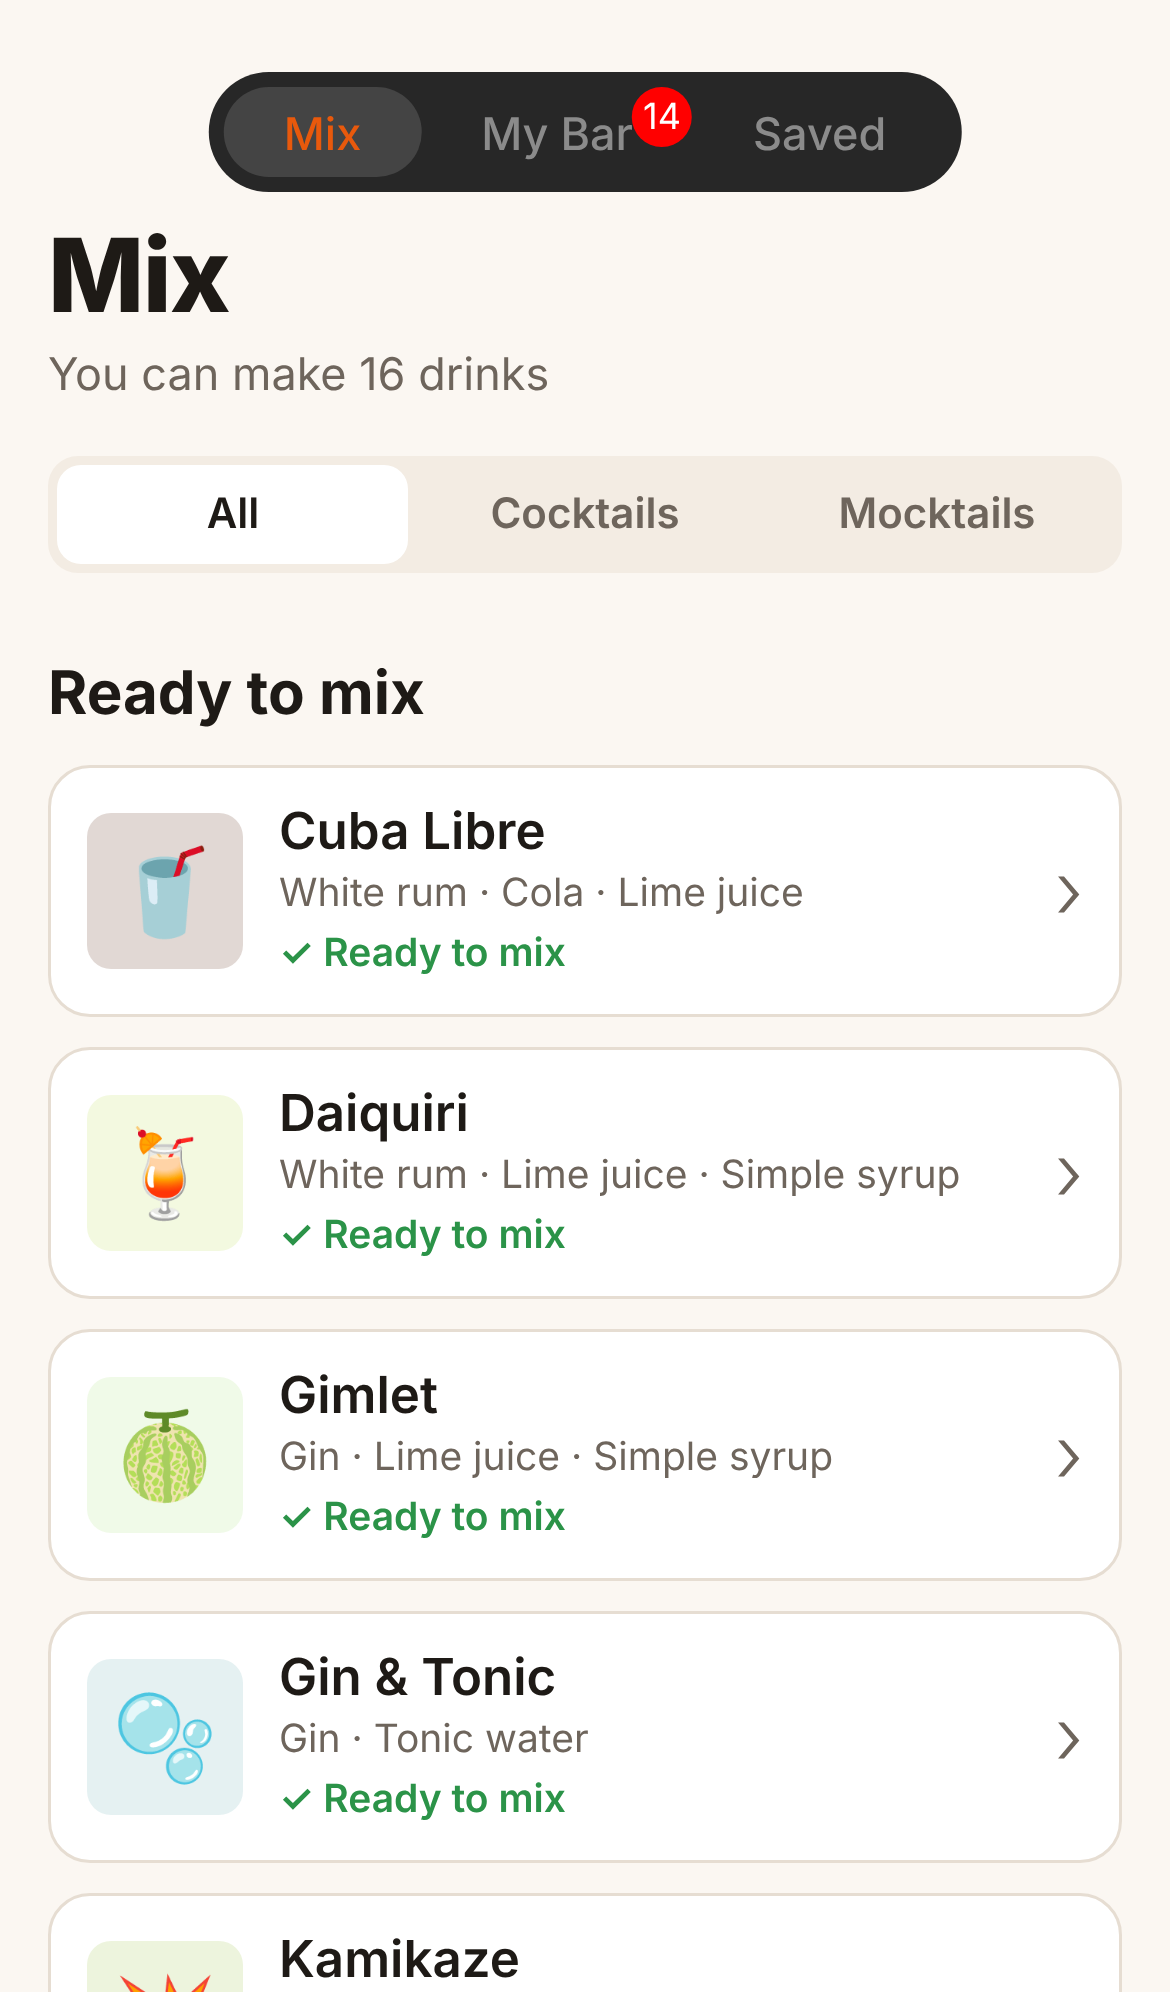 Mix
My Bar
14
Saved
Mix
You can make 16 drinks
All
Cocktails
Mocktails
Ready to mix
Cuba Libre
White rum · Cola · Lime juice
✓ Ready to mix
Daiquiri
White rum · Lime juice · Simple syrup
✓ Ready to mix
Gimlet
Gin · Lime juice · Simple syrup
✓ Ready to mix
Gin & Tonic
Gin · Tonic water
✓ Ready to mix
Kamikaze